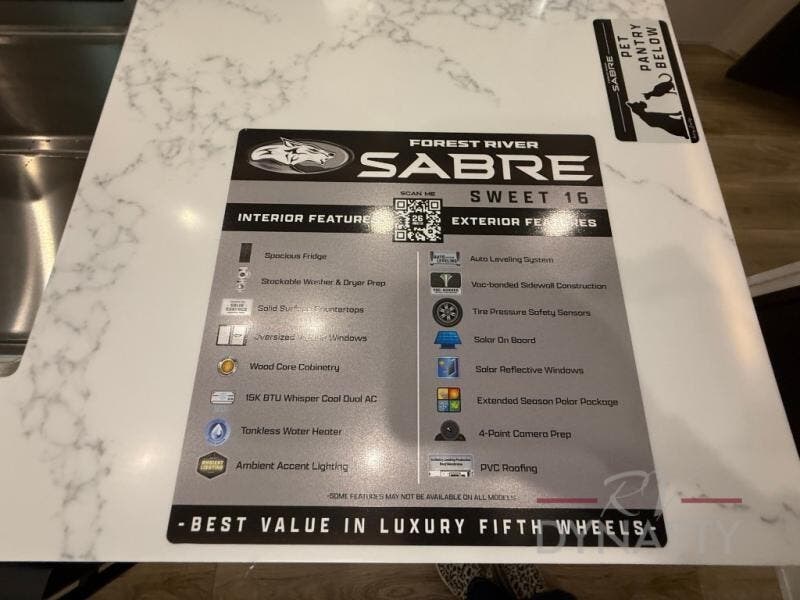 SABRE
PET
PANTRY
BELOW
FOREST RIVER
SABRE
SCAN ME
SWEET 16
26
INTERIOR FEATURES
EXTERIOR FEATURES
Spacious Fridge
Stackable Washer & Dryer Prep
Solid Surface Countertops
Oversized Windows
Wood Core Cabinetry
15K BTU Whisper Cool Dual AC
Tankless Water Heater
AMBIENT
LIGHTING
Ambient Accent Lighting
Auto Leveling System
Vac-bonded Sidewall Construction
Tire Pressure Safety Sensors
Solar On Board
Solar Reflective Windows
Extended Season Polar Package
4-Point Camera Prep
PVC Roofing
-SOME FEATURES MAY NOT BE AVAILABLE ON ALL MODELS
-BEST VALUE IN LUXURY FIFTH WHEELS-
RV
DYNASTY